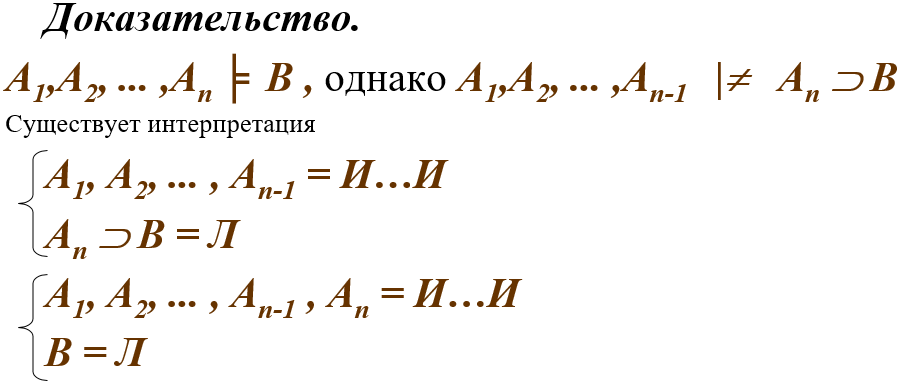 Доказательство.
A₁,A₂, ... ,Aₙ ╞ B , однако A₁,A₂, ... ,Aₙ₋₁ |≠ Aₙ ⊃ B
Существует интерпретация
A₁, A₂, ... , Aₙ₋₁ = И…И
Aₙ ⊃ B = Л
A₁, A₂, ... , Aₙ₋₁ , Aₙ = И…И
B = Л